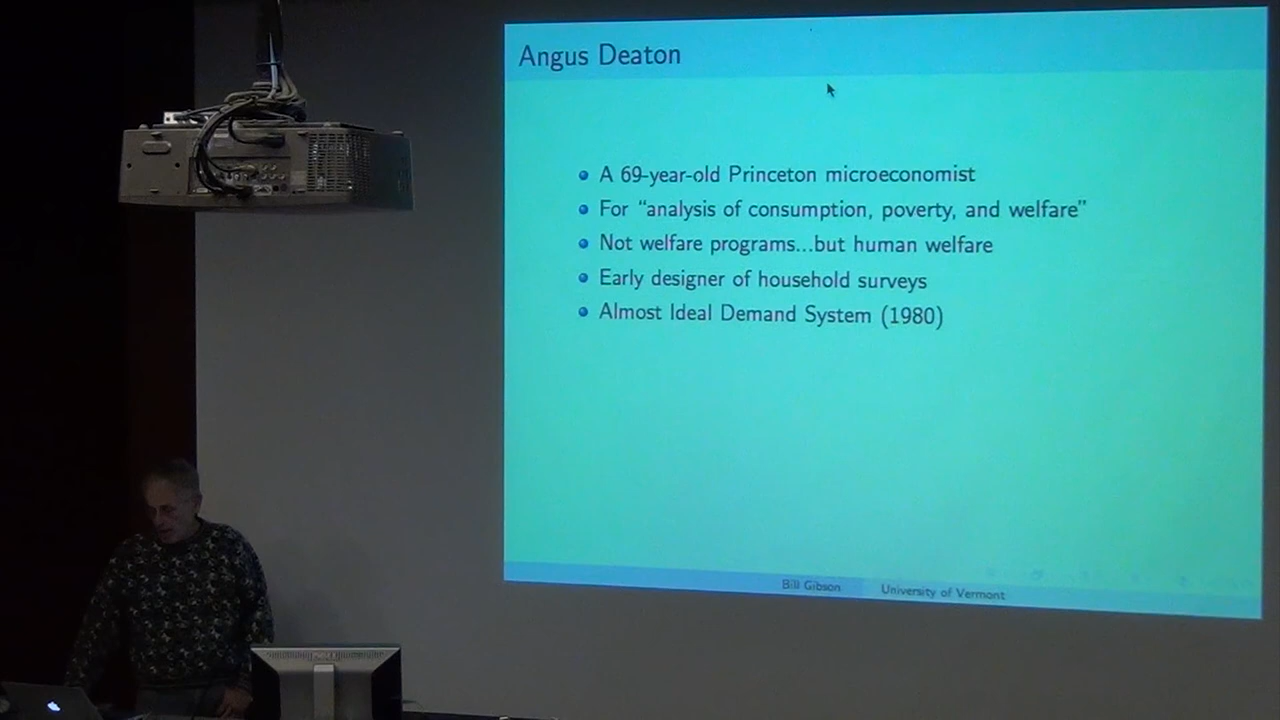 Angus Deaton
A 69-year-old Princeton microeconomist
For “analysis of consumption, poverty, and welfare”
Not welfare programs...but human welfare
Early designer of household surveys
Almost Ideal Demand System (1980)
Bill Gibson
University of Vermont